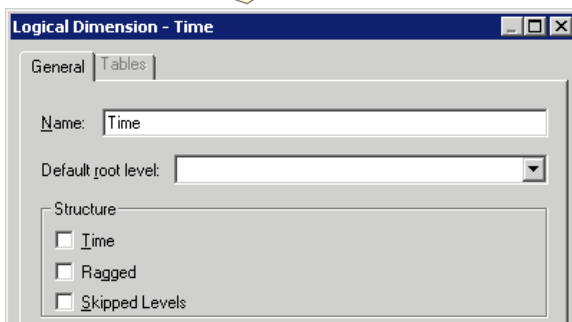 Logical Dimension - Time
General Tables
Name: Time
Default root level:
Structure
Time
Ragged
Skipped Levels